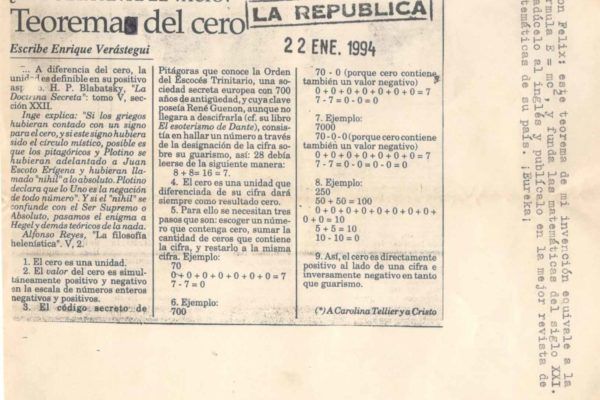 Teoremas del cero
LA REPUBLICA
22 ENE. 1994
Escribe Enrique Verástegui
... A diferencia del cero, la
unidad es definible en su positivo
H. P. Blabatsky, "La
Doctrina Secreta": tomo V, sec-
ción XXII.
Inge explica: "Si los griegos
hubieran contado con un signo
para el cero, y si este signo hubiera
sido el círculo místico, posible es
que los pitagóricos y Plotino se
hubieran adelantado a Juan
Escoto Erígena y hubieran lla-
mado "nihil" a lo absoluto. Plotino
declara que lo Uno es la negación
de todo número". Y si el "nihil" se
confunde con el Ser Supremo o
Absoluto, pasamos el enigma a
Hegel y demás teóricos de la nada.
Alfonso Reyes, "La filosofía
helenística". V, 2.
1. El cero es una unidad.
2. El valor del cero es simul-
táneamente positivo y negativo
en la escala de números enteros
negativos y positivos.
3. El código secreto de
Pitágoras que conoce la Orden
del Escocés Trinitario, una
sociedad secreta europea con 700
años de antigüedad, y cuya clave
poseía René Guenon, aunque no
llegara a descifrarla (cf. su libro
El esoterismo de Dante), consis-
tía en hallar un número a través
de la designación de la cifra so-
bre su guarismo, así: 28 debía
leerse de la siguiente manera:
8 + 8 = 16 = 7.
4. El cero es una unidad que
diferenciada de su cifra dará
siempre como resultado cero.
5. Para ello se necesitan tres
pasos que son: escoger un núme-
ro que contenga cero, sumar la
cantidad de ceros que contiene
la cifra, y restarlo a la misma
cifra. Ejemplo:
70
0 + 0 + 0 + 0 + 0 + 0 + 0 = 7
7 - 7 = 0
6. Ejemplo:
700
70 - 0 (porque cero contiene
también un valor negativo)
0 + 0 + 0 + 0 + 0 + 0 + 0 = 7
7 - 7 = 0 - 0 = 0
7. Ejemplo:
7000
70 - 0 - 0 (porque cero contiene
también un valor negativo)
0 + 0 + 0 + 0 + 0 + 0 + 0 = 7
7 - 7 = 0 - 0 - 0 = 0
8. Ejemplo:
250
50 + 50 = 100
0 + 0 + 0 + 0 + 0 + 0 + 0 + 0 +
0 + 0 = 10
5 + 5 = 10
10 - 10 = 0
9. Así, el cero es directamente
positivo al lado de una cifra e
inversamente negativo en tanto
que guarismo.
(*) A Carolina Tellier y a Cristo
on Felix: este teorema de mi invención equivale a la
rmula E = mc², y funda las matemáticas del siglo XXI.
adúcelo al inglés y publícalo en la mejor revista de
temáticas de su país. ¡Eureka!